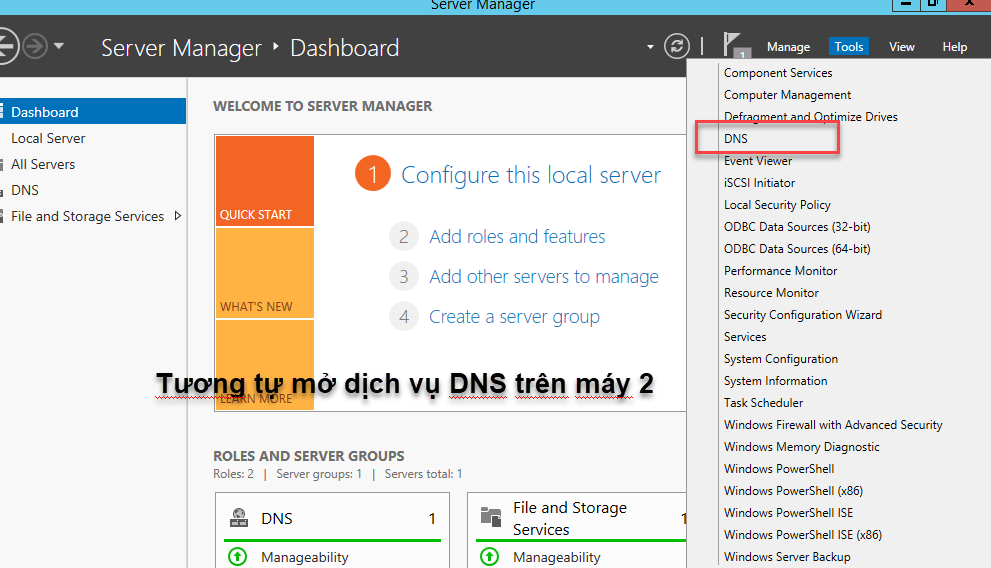 Server Manager
Server Manager ‣ Dashboard
1
Manage
Tools
View
Help
Dashboard
Local Server
All Servers
DNS
File and Storage Services
WELCOME TO SERVER MANAGER
QUICK START
WHAT'S NEW
LEARN MORE
1 Configure this local server
2 Add roles and features
3 Add other servers to manage
4 Create a server group
Tương tự mở dịch vụ DNS trên máy 2
ROLES AND SERVER GROUPS
Roles: 2 | Server groups: 1 | Servers total: 1
DNS 1
Manageability
File and Storage
Services 1
Manageability
Component Services
Computer Management
Defragment and Optimize Drives
DNS
Event Viewer
iSCSI Initiator
Local Security Policy
ODBC Data Sources (32-bit)
ODBC Data Sources (64-bit)
Performance Monitor
Resource Monitor
Security Configuration Wizard
Services
System Configuration
System Information
Task Scheduler
Windows Firewall with Advanced Security
Windows Memory Diagnostic
Windows PowerShell
Windows PowerShell (x86)
Windows PowerShell ISE
Windows PowerShell ISE (x86)
Windows Server Backup